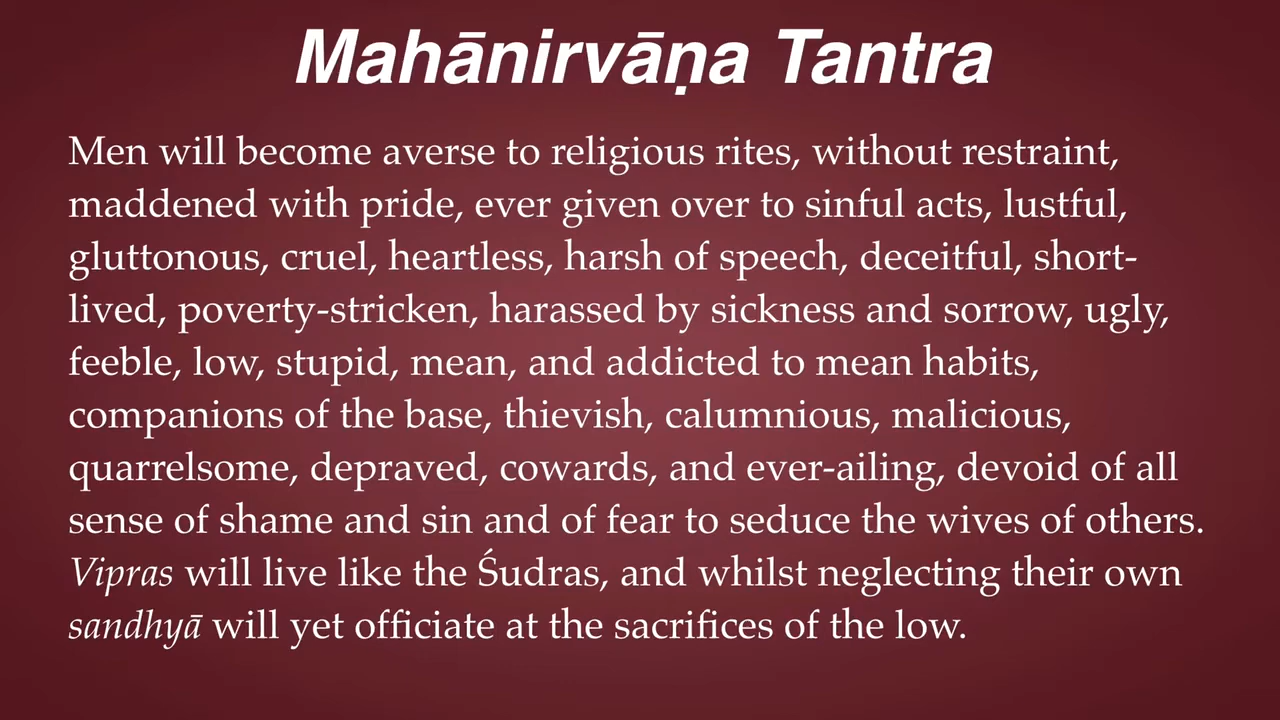 Mahānirvāṇa Tantra
Men will become averse to religious rites, without restraint,
maddened with pride, ever given over to sinful acts, lustful,
gluttonous, cruel, heartless, harsh of speech, deceitful, short-
lived, poverty-stricken, harassed by sickness and sorrow, ugly,
feeble, low, stupid, mean, and addicted to mean habits,
companions of the base, thievish, calumnious, malicious,
quarrelsome, depraved, cowards, and ever-ailing, devoid of all
sense of shame and sin and of fear to seduce the wives of others.
Vipras will live like the Śudras, and whilst neglecting their own
sandhyā will yet officiate at the sacrifices of the low.